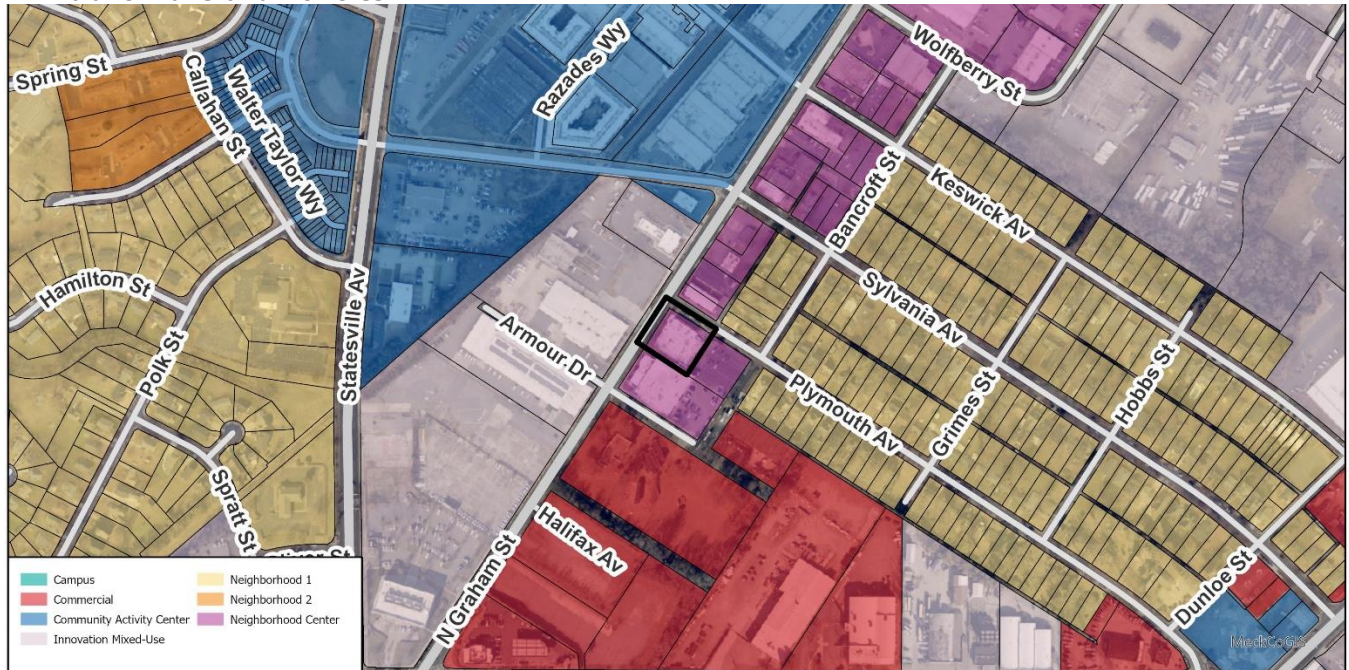 Spring St
Callahan St
Walter Taylor Wy
Razades Wy
Wolfberry St
Bancroft St
Keswick Av
Hamilton St
Polk St
Statesville Av
Armour Dr
Sylvania Av
Hobbs St
Plymouth Av
Grimes St
Spratt St
Halifax Av
N Graham St
Dunloe St
Campus
Commercial
Community Activity Center
Innovation Mixed-Use
Neighborhood 1
Neighborhood 2
Neighborhood Center
MeckCoGIS